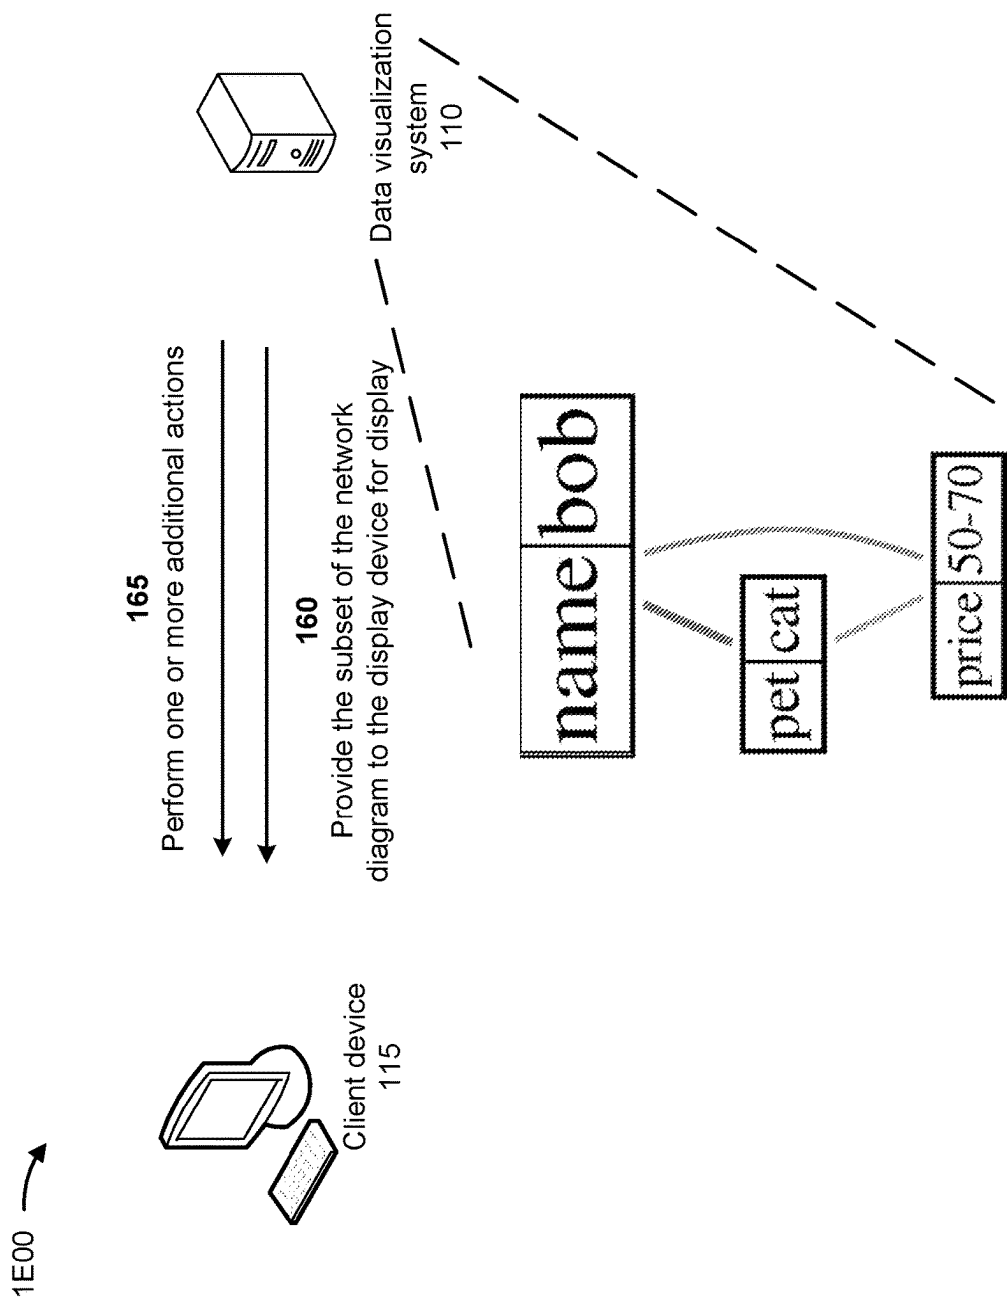 1E00
165
Perform one or more additional actions
160
Provide the subset of the network
diagram to the display device for display
Client device
115
Data visualization
system
110
name bob
pet cat
price 50-70